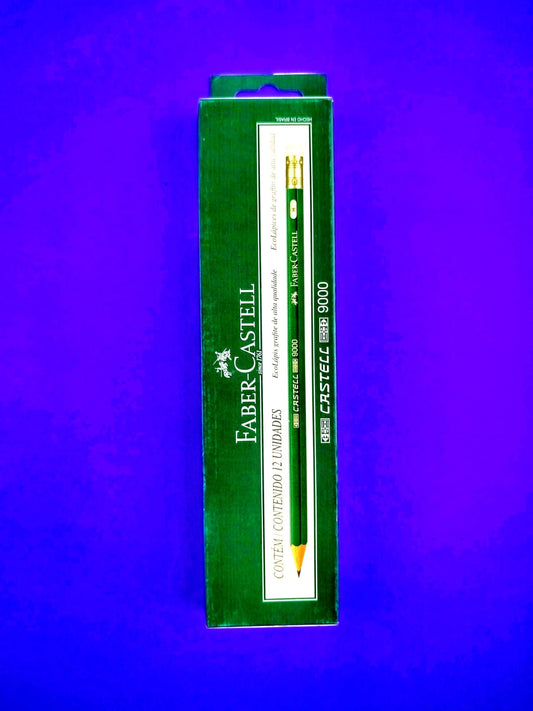 HECHO EN BRASIL
FABER-CASTELL
since 1761
CONTÉM / CONTENIDO 12 UNIDADES
EcoLápis grafite de alta qualidade
EcoLápices de grafito de alta calidad
CASTELL 9000 FABER-CASTELL
CASTELL 9000